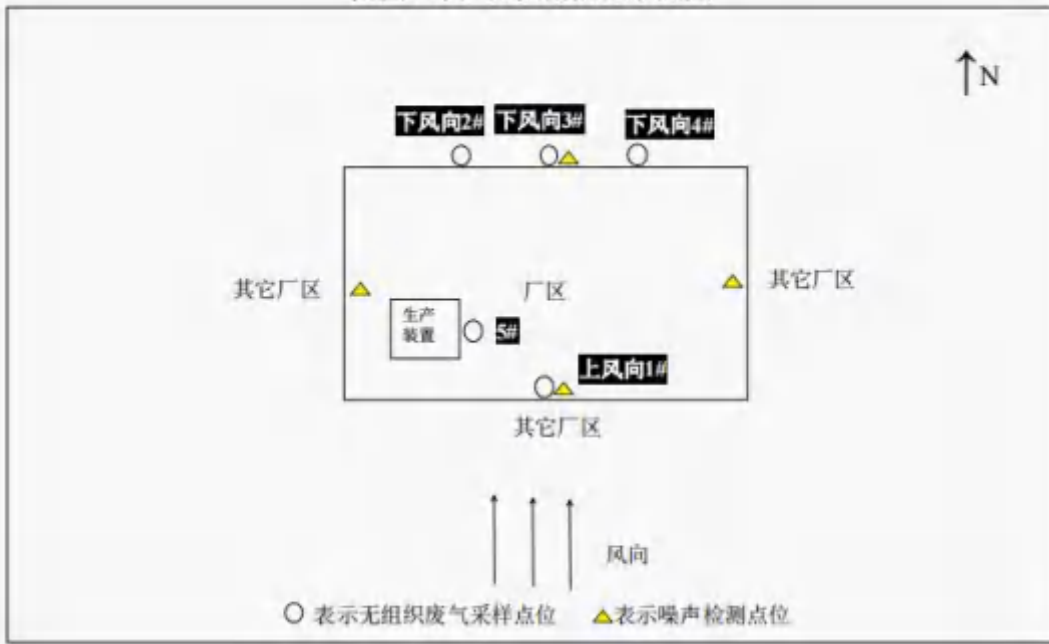 N
下风向2#
下风向3#
下风向4#
其它厂区
厂区
其它厂区
生产
装置
5#
上风向1#
其它厂区
风向
表示无组织废气采样点位
表示噪声检测点位